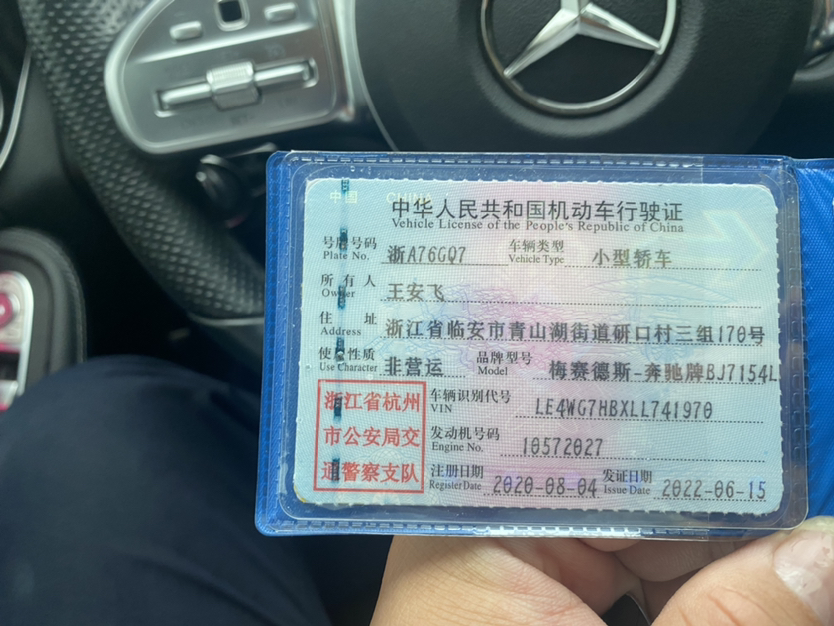 中国 CHINA
中华人民共和国机动车行驶证
Vehicle License of the People's Republic of China
号牌号码 浙A76GQ7 车辆类型 小型轿车
Plate No. Vehicle Type
所有人 王安飞
Owner
住址 浙江省临安市青山湖街道研口村三组170号
Address
使用性质 非营运 品牌型号 梅赛德斯-奔驰牌BJ7154L
Use Character Model
浙江省杭州
市公安局交
通警察支队
车辆识别代号 LE4WG7HBXLL741970
VIN
发动机号码 10572027
Engine No.
注册日期 2020-08-04 发证日期 2022-06-15
Register Date Issue Date